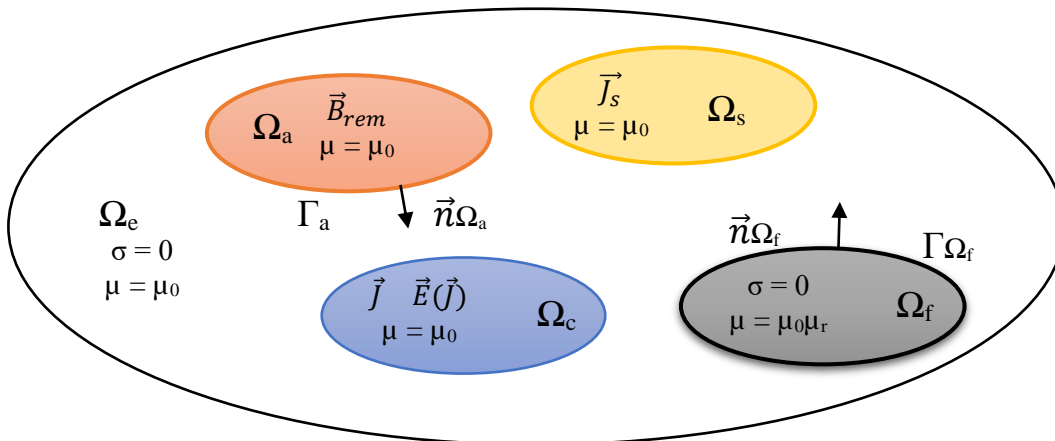 Ωa B⃗rem
μ = μ0
J⃗s
μ = μ0 Ωs
Γa n⃗Ωa
Ωe
σ = 0
μ = μ0
n⃗Ωf ΓΩf
J⃗ E⃗(J⃗)
μ = μ0 Ωc
σ = 0
μ = μ0μr Ωf